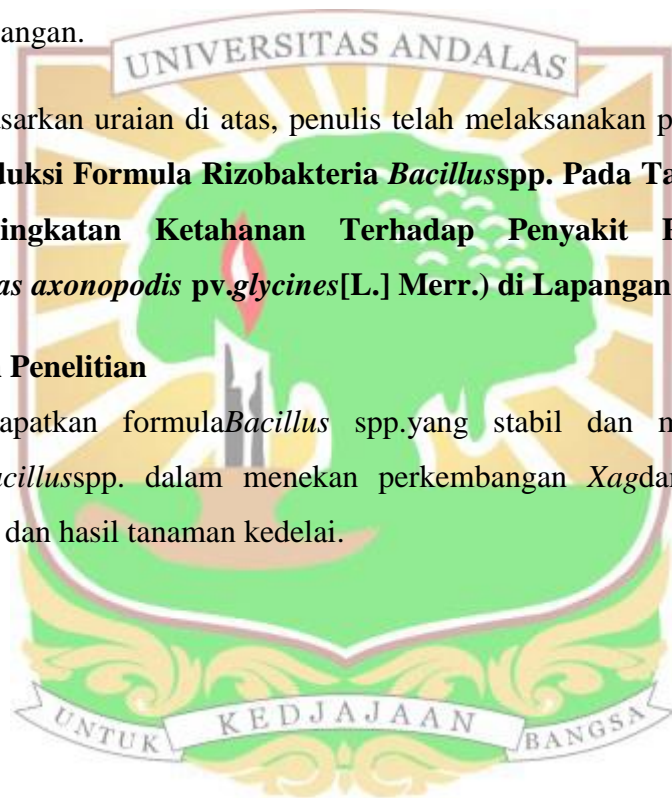 angan.
UNIVERSITAS ANDALAS
sarkan uraian di atas, penulis telah melaksanakan p
luksi Formula Rizobakteria Bacillusspp. Pada Ta
ingkatan Ketahanan Terhadap Penyakit
as axonopodis pv.glycines[L.] Merr.) di Lapangan
Penelitian
apatkan formulaBacillus spp.yang stabil dan
cillusspp. dalam menekan perkembangan Xagdan
dan hasil tanaman kedelai.
UNTUK KEDJAJAAN BANGSA